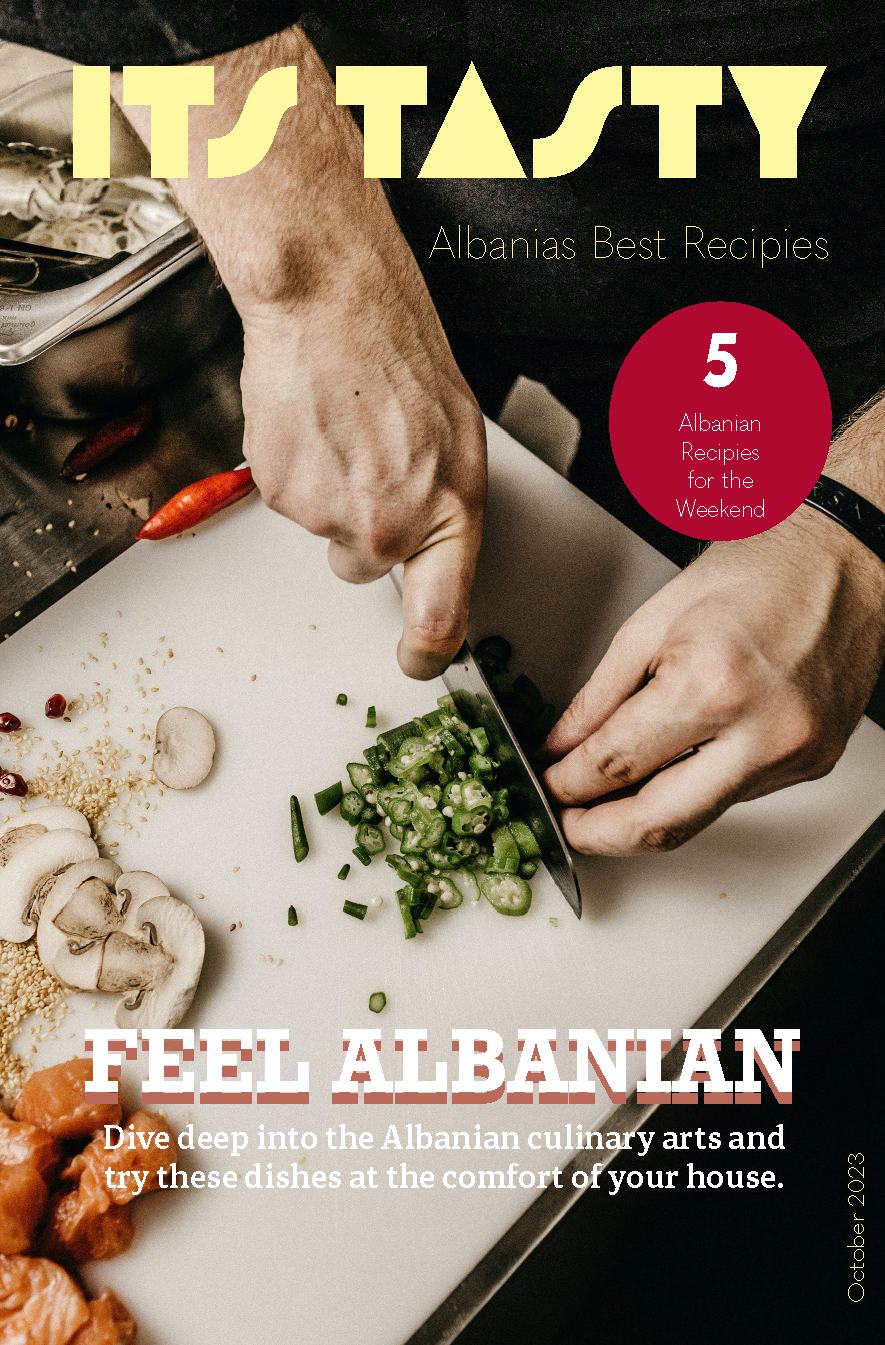 ITS TASTY
Albanias Best Recipies
5
Albanian
Recipies
for the
Weekend
FEEL ALBANIAN
Dive deep into the Albanian culinary arts and
try these dishes at the comfort of your house.
October 2023